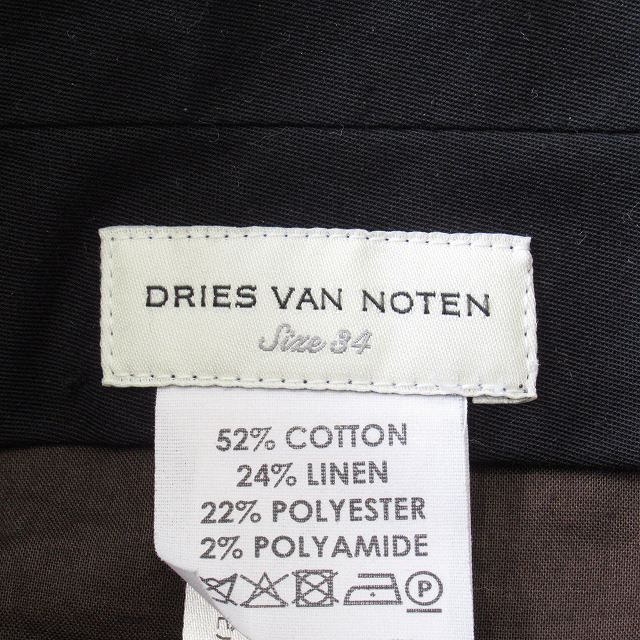 DRIES VAN NOTEN
Size 34
52% COTTON
24% LINEN
22% POLYESTER
2% POLYAMIDE
P